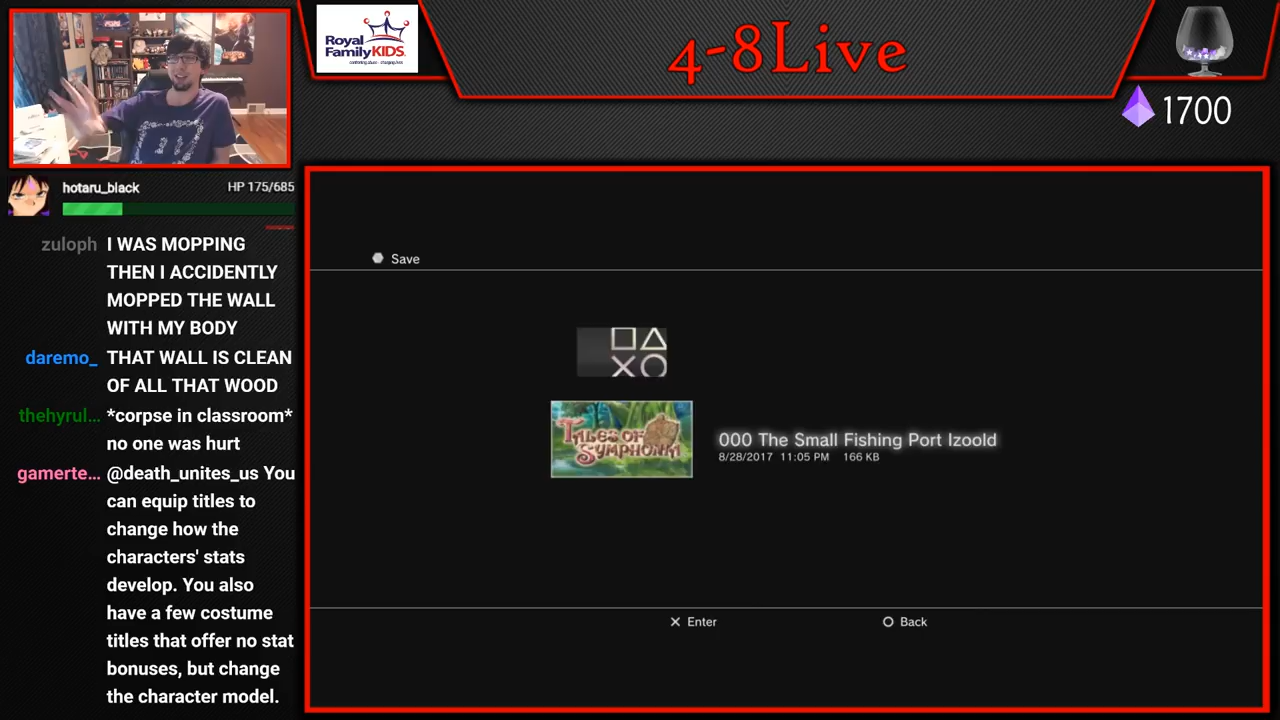 Royal
FamilyKIDS.
4-8Live
1700
hotaru_black
HP 175/685
zuloph I WAS MOPPING
THEN I ACCIDENTLY
MOPPED THE WALL
WITH MY BODY
daremo_ THAT WALL IS CLEAN
OF ALL THAT WOOD
thehyrul... *corpse in classroom*
no one was hurt
gamerte... @death_unites_us You
can equip titles to
change how the
characters' stats
develop. You also
have a few costume
titles that offer no stat
bonuses, but change
the character model.
Save
TALES OF
SYMPHONIA
000 The Small Fishing Port Izoold
8/28/2017 11:05 PM 166 KB
Enter
Back